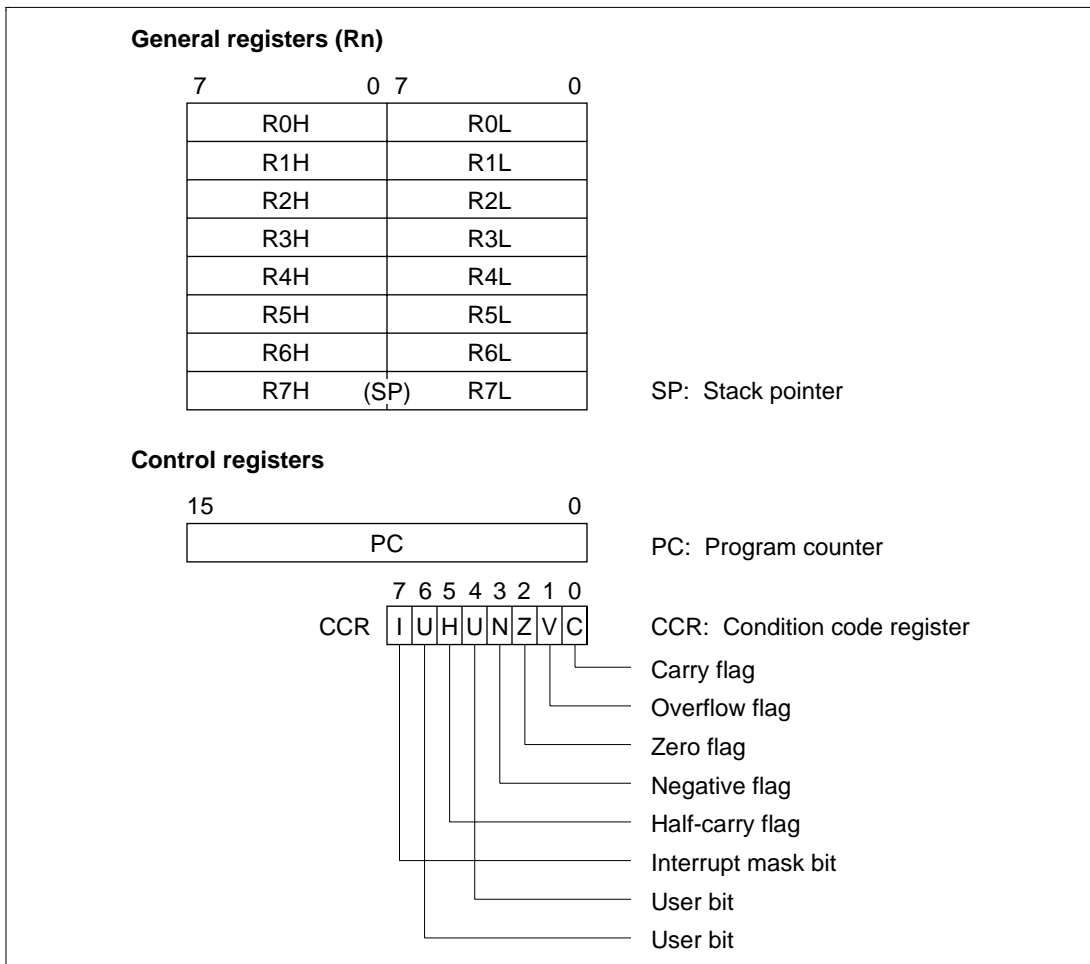 General registers (Rn)
7 0 7 0
R0H R0L
R1H R1L
R2H R2L
R3H R3L
R4H R4L
R5H R5L
R6H R6L
R7H (SP) R7L SP: Stack pointer
Control registers
15 0
PC PC: Program counter
7 6 5 4 3 2 1 0
CCR I U H U N Z V C CCR: Condition code register
Carry flag
Overflow flag
Zero flag
Negative flag
Half-carry flag
Interrupt mask bit
User bit
User bit